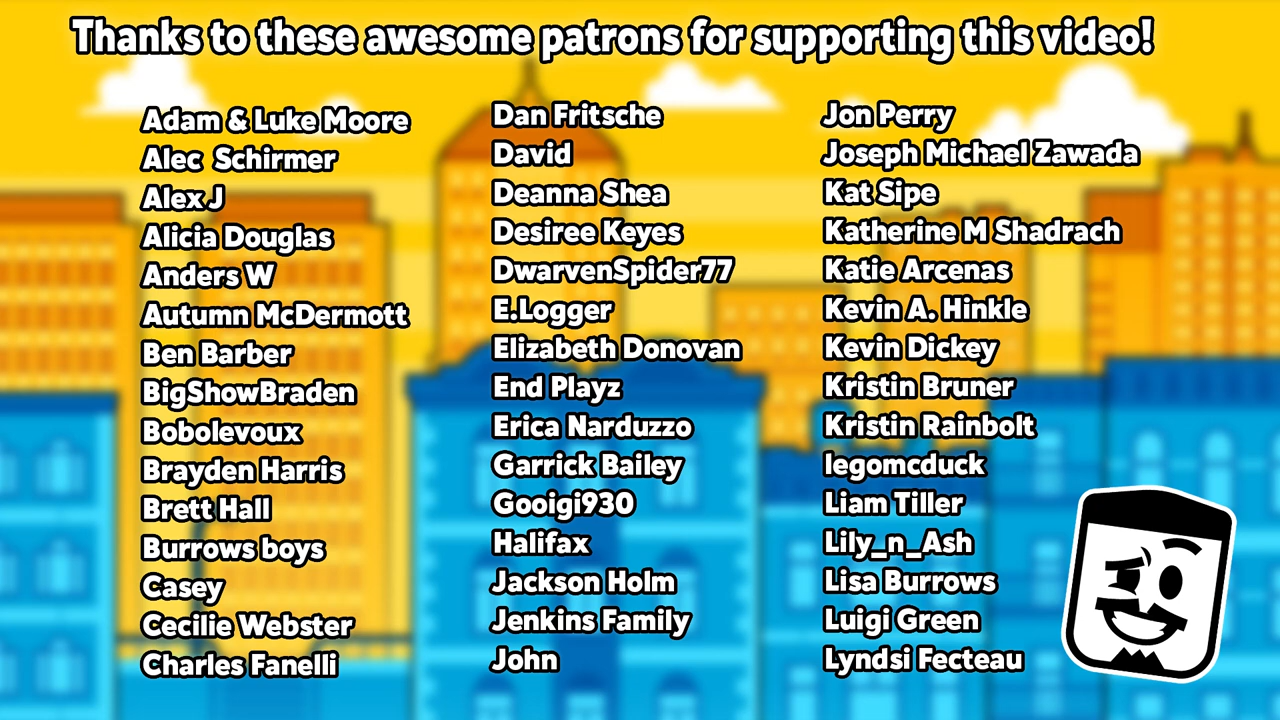 Thanks to these awesome patrons for supporting this video!
Adam & Luke Moore
Alec Schirmer
Alex J
Alicia Douglas
Anders W
Autumn McDermott
Ben Barber
BigShowBraden
Bobolevoux
Brayden Harris
Brett Hall
Burrows boys
Casey
Cecilie Webster
Charles Fanelli
Dan Fritsche
David
Deanna Shea
Desiree Keyes
DwarvenSpider77
E.Logger
Elizabeth Donovan
End Playz
Erica Narduzzo
Garrick Bailey
Gooigi930
Halifax
Jackson Holm
Jenkins Family
John
Jon Perry
Joseph Michael Zawada
Kat Sipe
Katherine M Shadrach
Katie Arcenas
Kevin A. Hinkle
Kevin Dickey
Kristin Bruner
Kristin Rainbolt
legomcduck
Liam Tiller
Lily_n_Ash
Lisa Burrows
Luigi Green
Lyndsi Fecteau